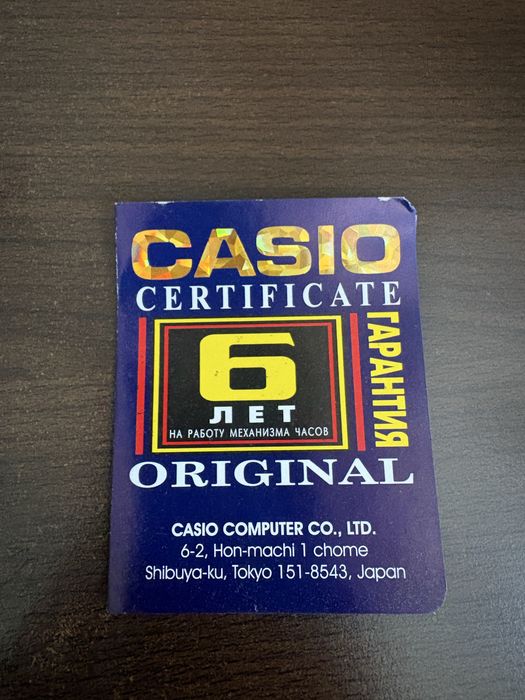 CASIO
CERTIFICATE
ГАРАНТИЯ
6
ЛЕТ
НА РАБОТУ МЕХАНИЗМА ЧАСОВ
ORIGINAL
CASIO COMPUTER CO., LTD.
6-2, Hon-machi 1 chome
Shibuya-ku, Tokyo 151-8543, Japan